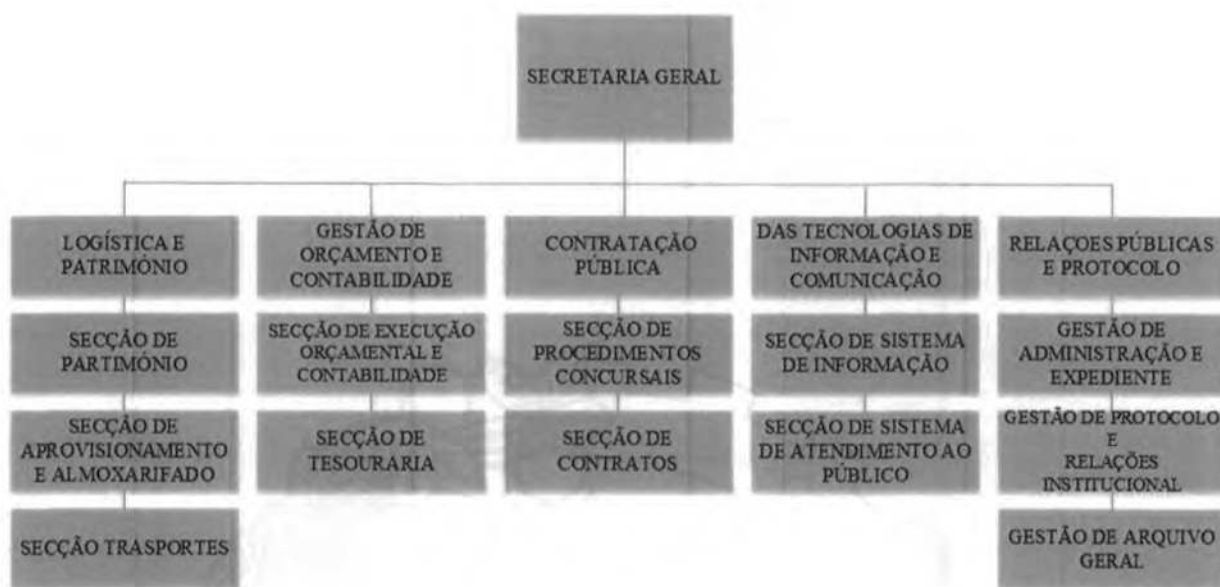 SECRETARIA GERAL
LOGÍSTICA E
PATRIMÓNIO
GESTÃO DE
ORÇAMENTO E
CONTABILIDADE
CONTRATAÇÃO
PÚBLICA
DAS TECNOLOGIAS DE
INFORMAÇÃO E
COMUNICAÇÃO
RELAÇOES PÚBLICAS
E PROTOCOLO
SECÇÃO DE
PARTIMÓNIO
SECÇÃO DE EXECUÇÃO
ORÇAMENTAL E
CONTABILIDADE
SECÇÃO DE
PROCEDIMENTOS
CONCURSAIS
SECÇÃO DE SISTEMA
DE INFORMAÇÃO
GESTÃO DE
ADMINISTRAÇÃO E
EXPEDIENTE
SECÇÃO DE
APROVISIONAMENTO
E ALMOXARIFADO
SECÇÃO DE
TESOURARIA
SECÇÃO DE
CONTRATOS
SECÇÃO DE SISTEMA
DE ATENDIMENTO AO
PÚBLICO
GESTÃO DE PROTOCOLO
E
RELAÇÕES
INSTITUCIONAL
SECÇÃO TRASPORTES
GESTÃO DE ARQUIVO
GERAL